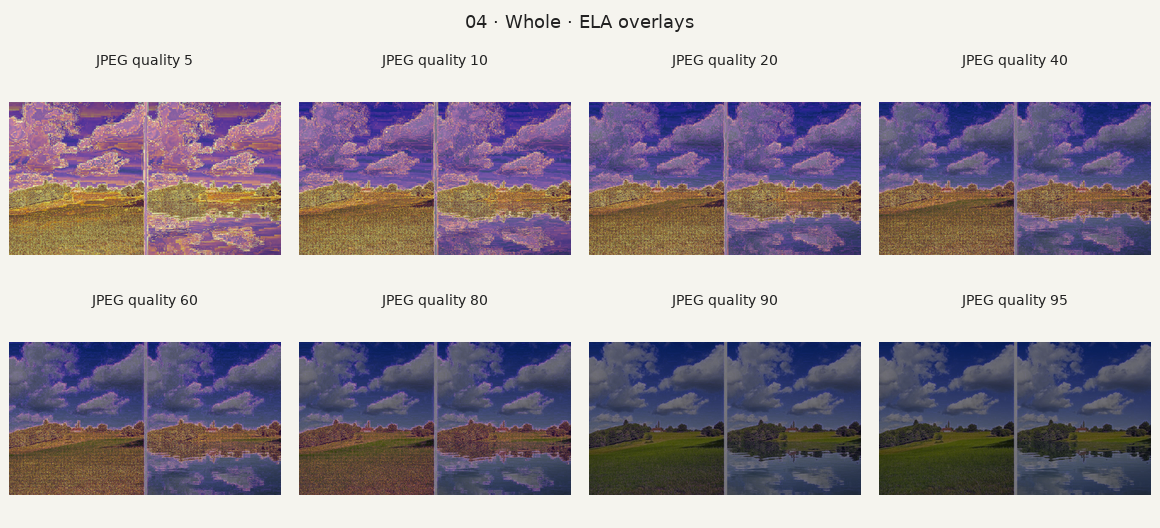 04 · Whole · ELA overlays
JPEG quality 5
JPEG quality 10
JPEG quality 20
JPEG quality 40
JPEG quality 60
JPEG quality 80
JPEG quality 90
JPEG quality 95